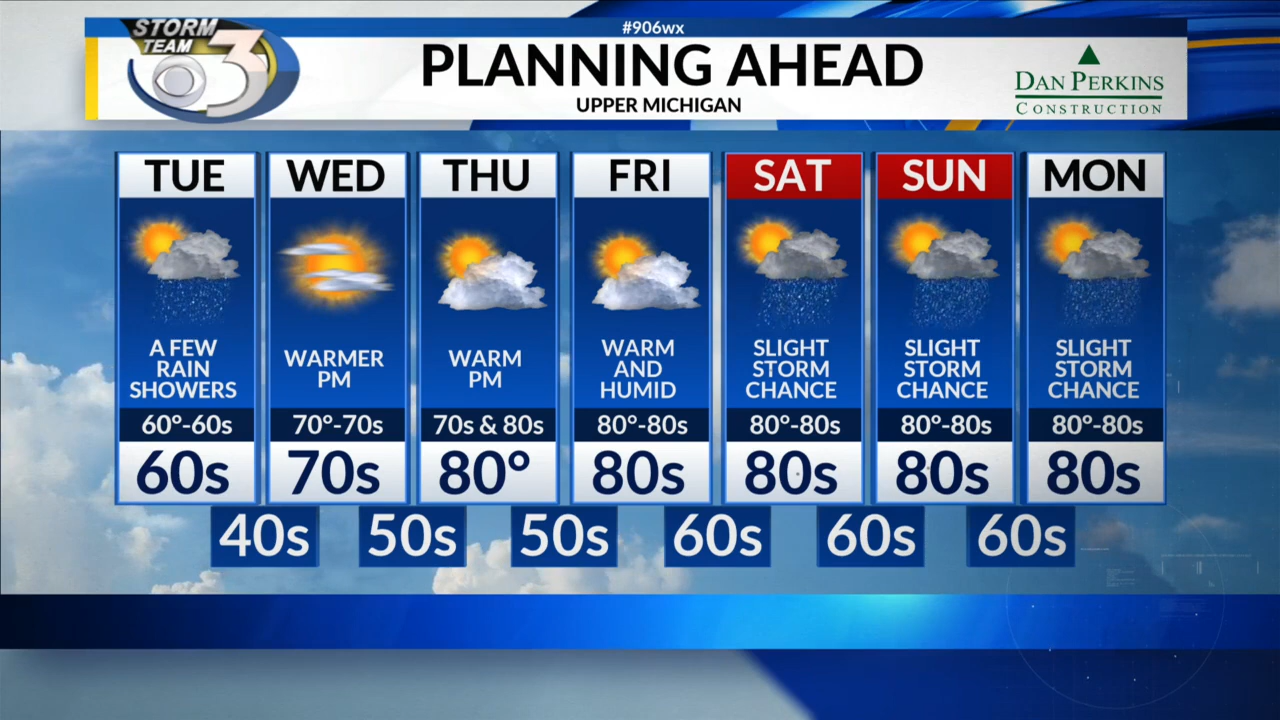 #906wx
STORM
TEAM
3
PLANNING AHEAD
UPPER MICHIGAN
DAN PERKINS
CONSTRUCTION
TUE
A FEW
RAIN
SHOWERS
60°-60s
60s
WED
WARMER
PM
70°-70s
70s
THU
WARM
PM
70s & 80s
80°
FRI
WARM
AND
HUMID
80°-80s
80s
SAT
SLIGHT
STORM
CHANCE
80°-80s
80s
SUN
SLIGHT
STORM
CHANCE
80°-80s
80s
MON
SLIGHT
STORM
CHANCE
80°-80s
80s
40s
50s
50s
60s
60s
60s